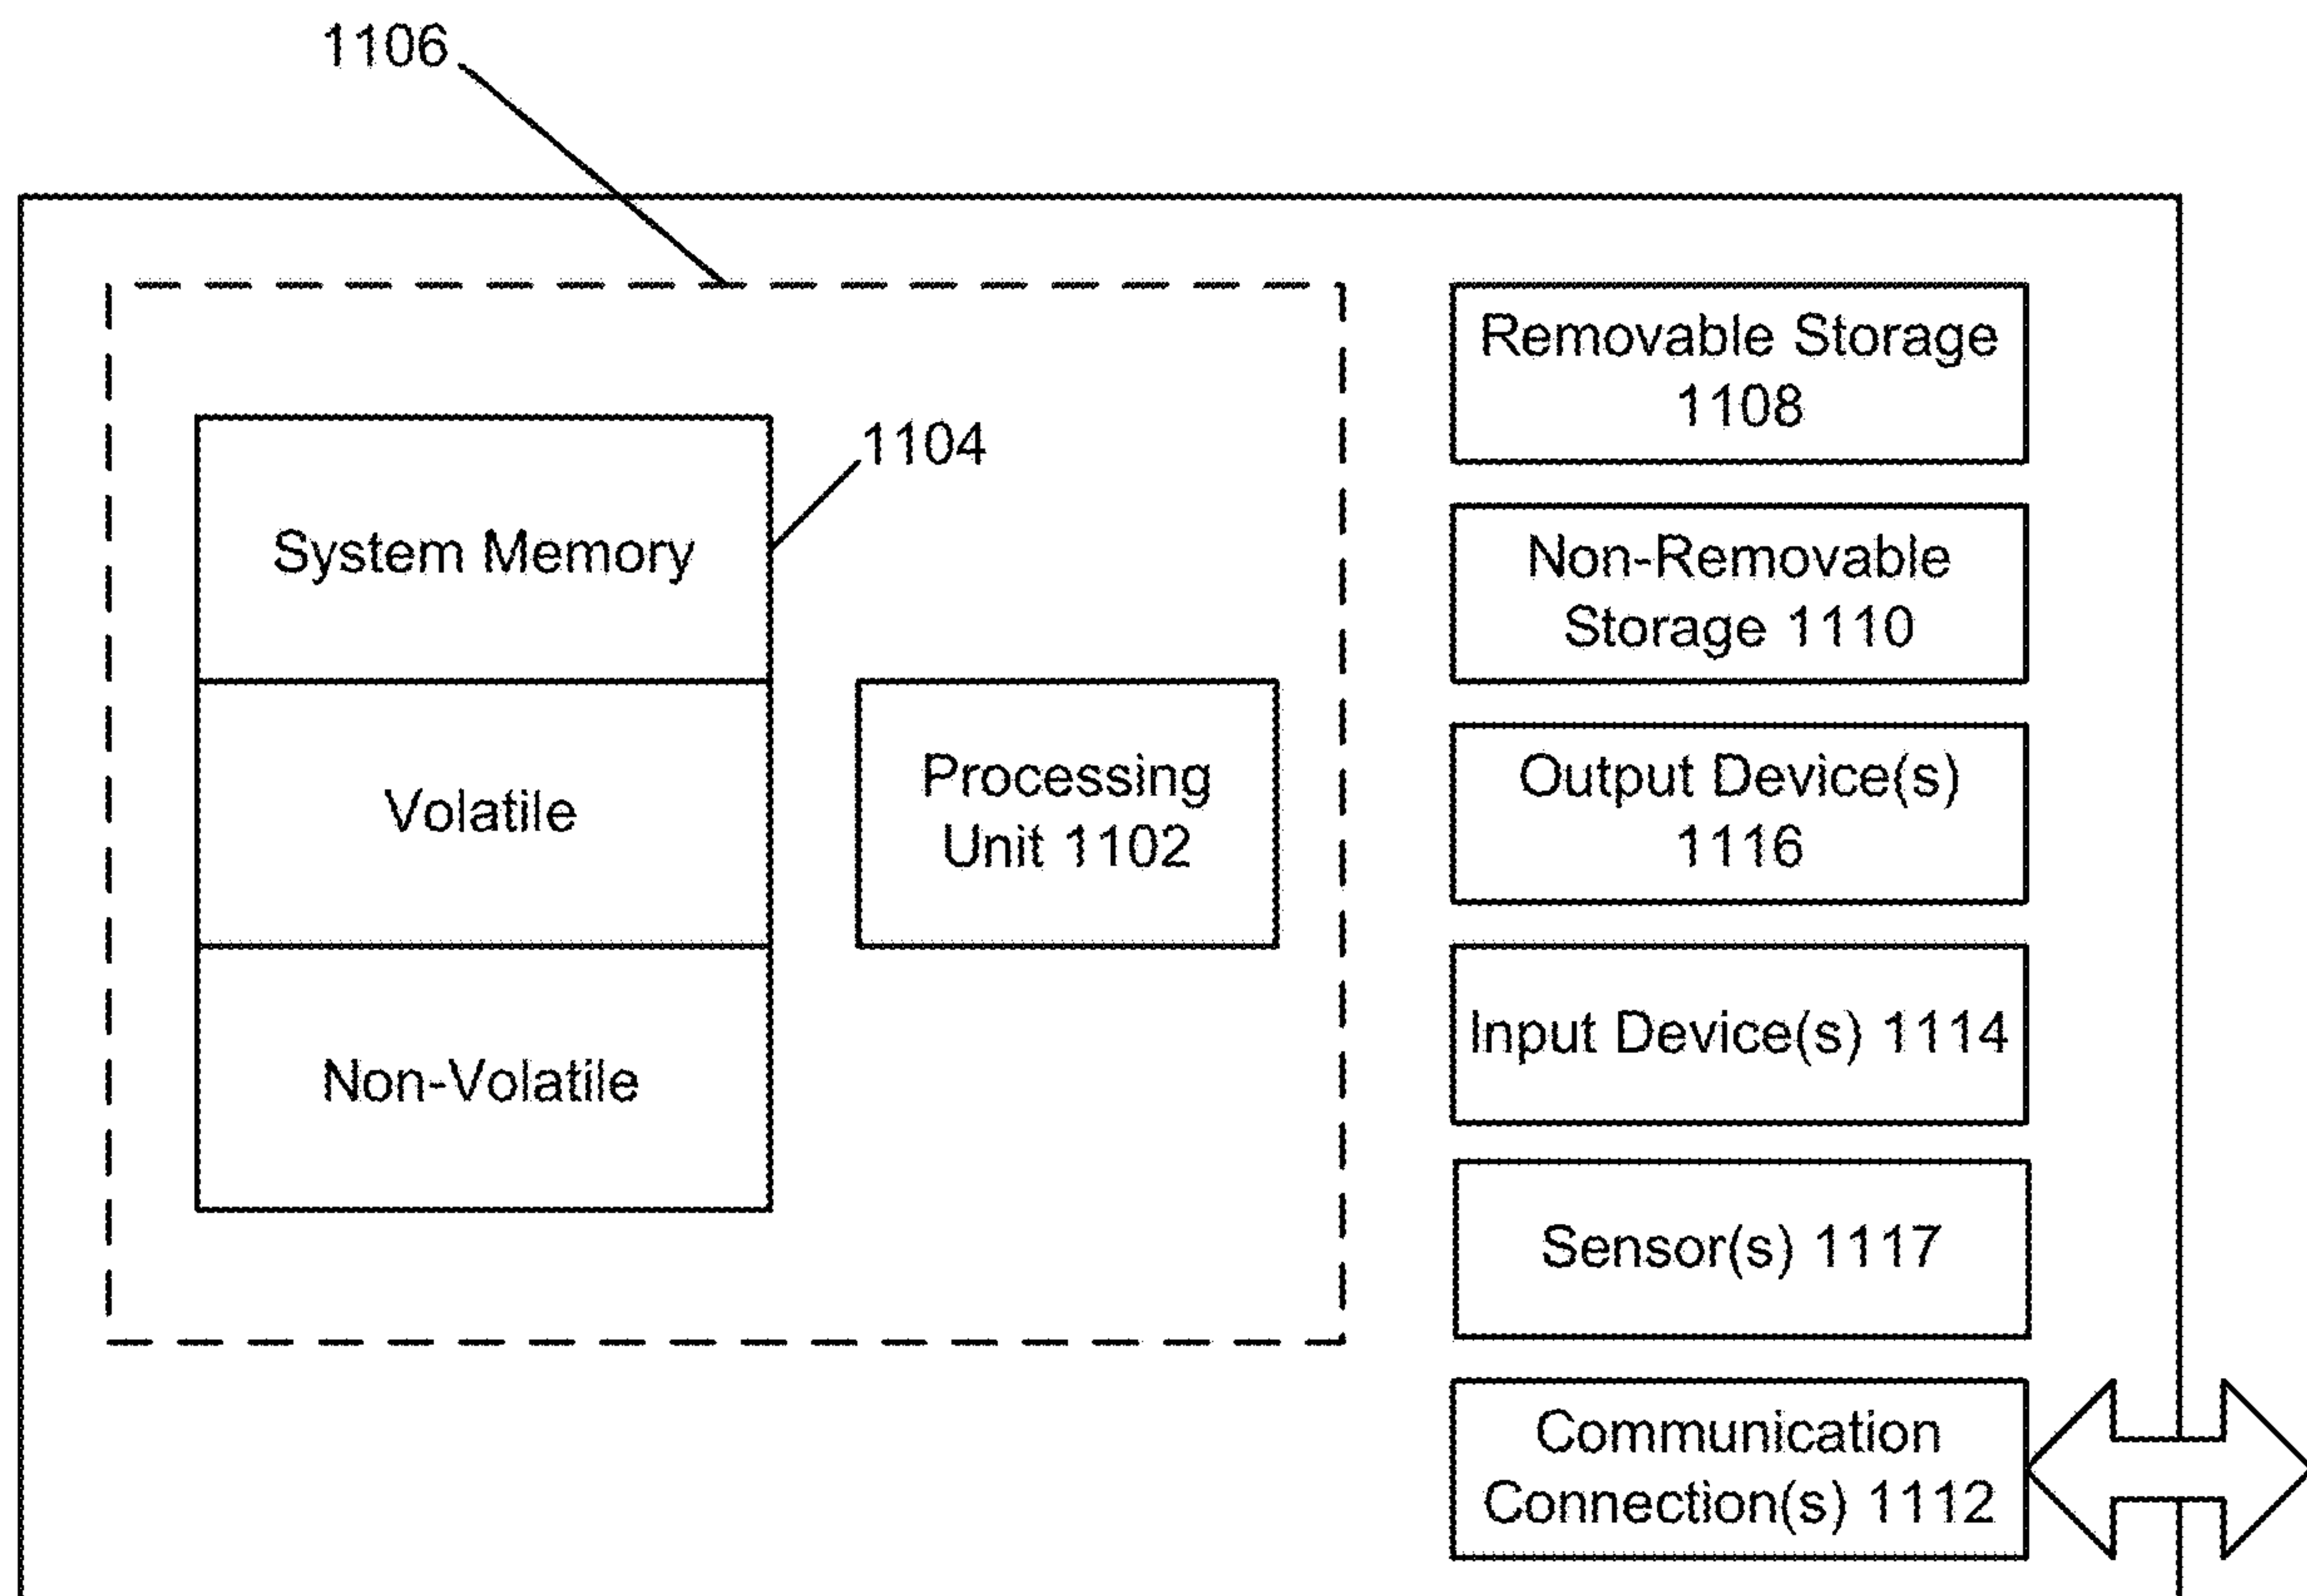 1106
1104
System Memory
Volatile
Non-Volatile
Processing
Unit 1102
Removable Storage
1108
Non-Removable
Storage 1110
Output Device(s)
1116
Input Device(s) 1114
Sensor(s) 1117
Communication
Connection(s) 1112